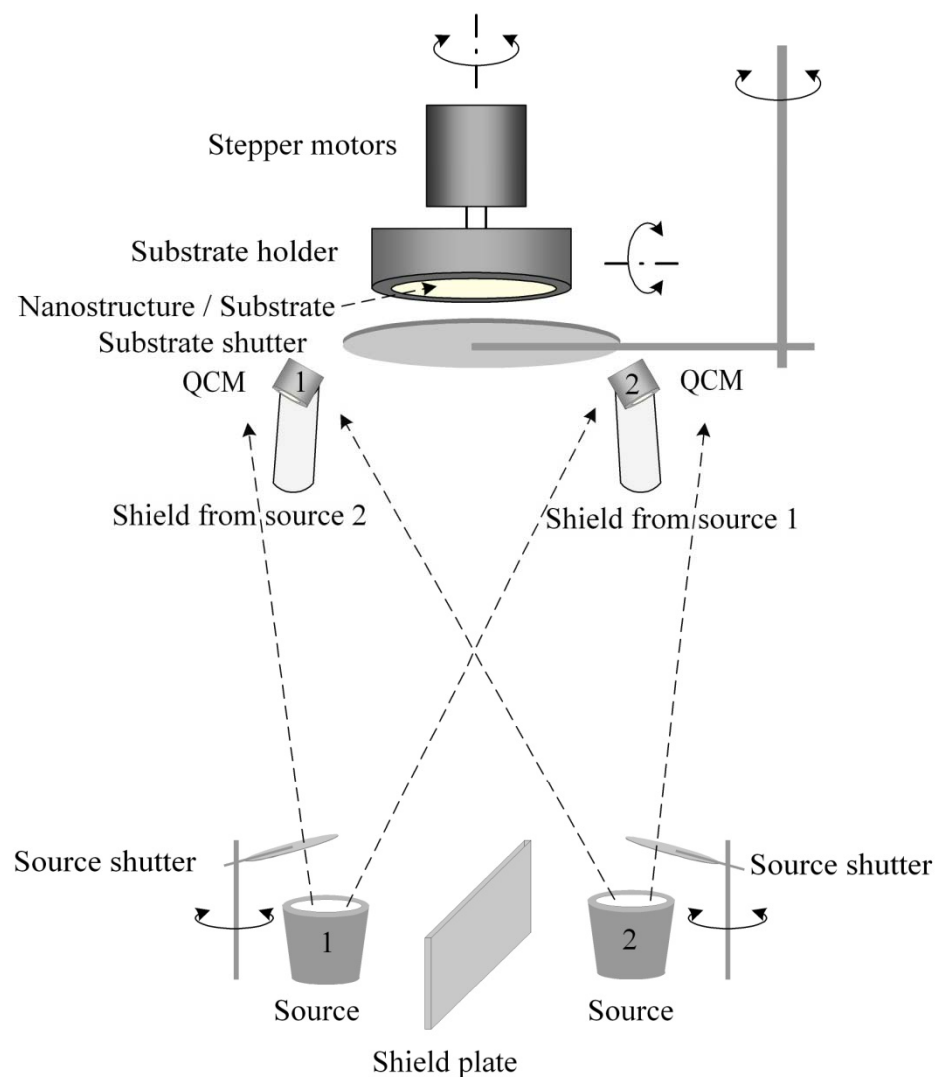 Stepper motors
Substrate holder
Nanostructure / Substrate
Substrate shutter
QCM
1
2
QCM
Shield from source 2
Shield from source 1
Source shutter
Source shutter
1
2
Source
Source
Shield plate